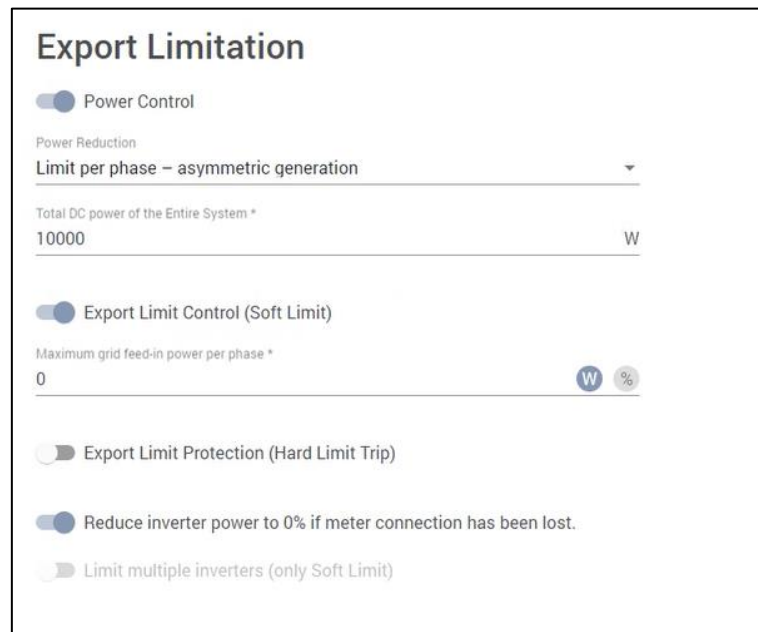 Export Limitation
Power Control
Power Reduction
Limit per phase – asymmetric generation
Total DC power of the Entire System *
10000 W
Export Limit Control (Soft Limit)
Maximum grid feed-in power per phase *
0 W %
Export Limit Protection (Hard Limit Trip)
Reduce inverter power to 0% if meter connection has been lost.
Limit multiple inverters (only Soft Limit)